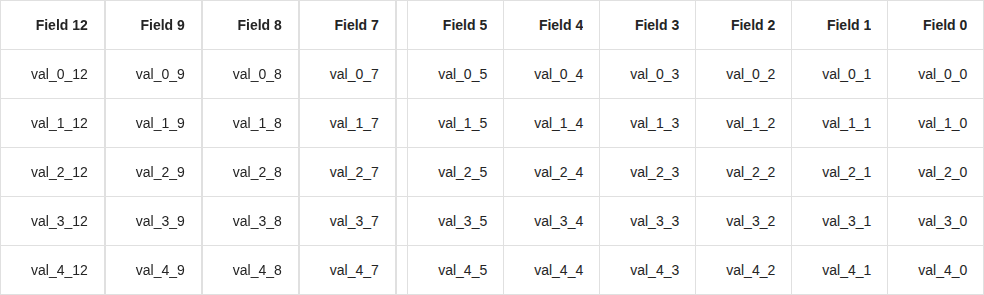 Field 12 Field 9 Field 8 Field 7 Field 5 Field 4 Field 3 Field 2 Field 1 Field 0
val_0_12 val_0_9 val_0_8 val_0_7 val_0_5 val_0_4 val_0_3 val_0_2 val_0_1 val_0_0
val_1_12 val_1_9 val_1_8 val_1_7 val_1_5 val_1_4 val_1_3 val_1_2 val_1_1 val_1_0
val_2_12 val_2_9 val_2_8 val_2_7 val_2_5 val_2_4 val_2_3 val_2_2 val_2_1 val_2_0
val_3_12 val_3_9 val_3_8 val_3_7 val_3_5 val_3_4 val_3_3 val_3_2 val_3_1 val_3_0
val_4_12 val_4_9 val_4_8 val_4_7 val_4_5 val_4_4 val_4_3 val_4_2 val_4_1 val_4_0